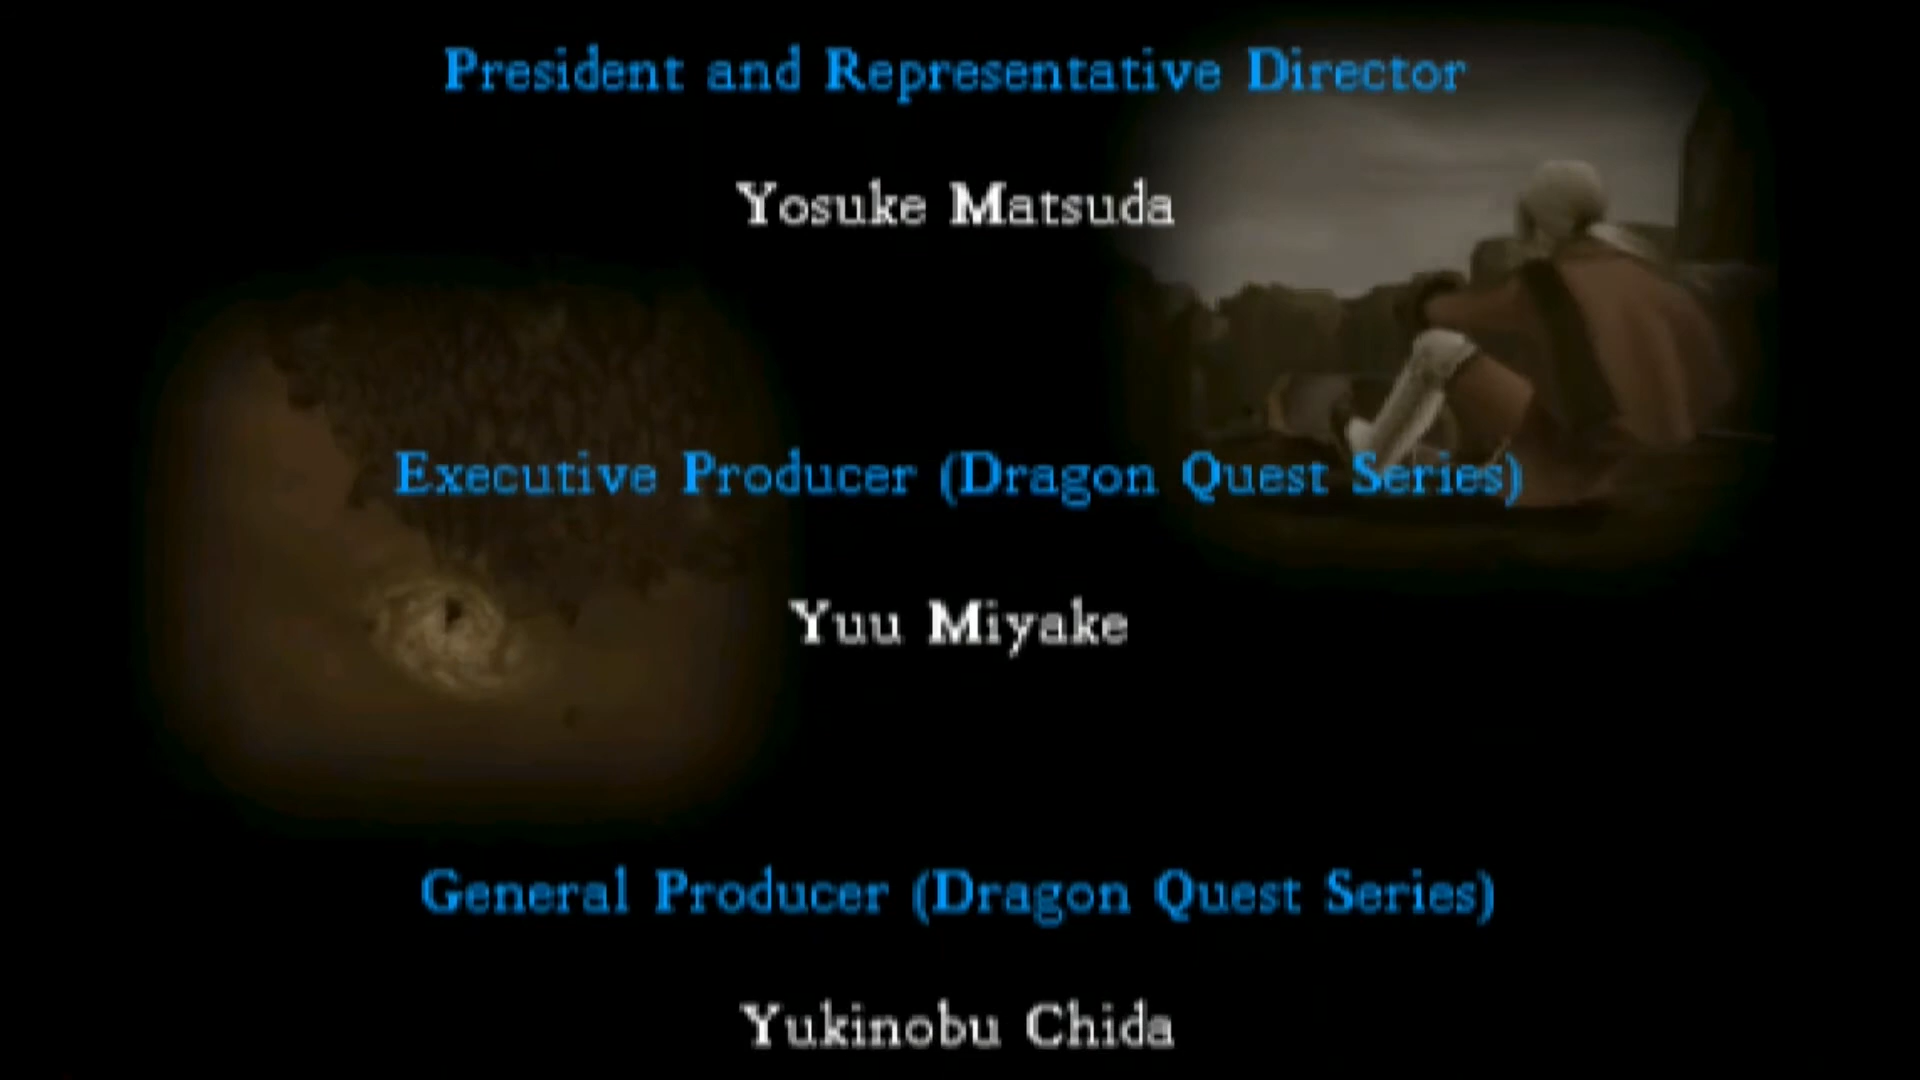 President and Representative Director
Yosuke Matsuda
Executive Producer (Dragon Quest Series)
Yuu Miyake
General Producer (Dragon Quest Series)
Yukinobu Chida